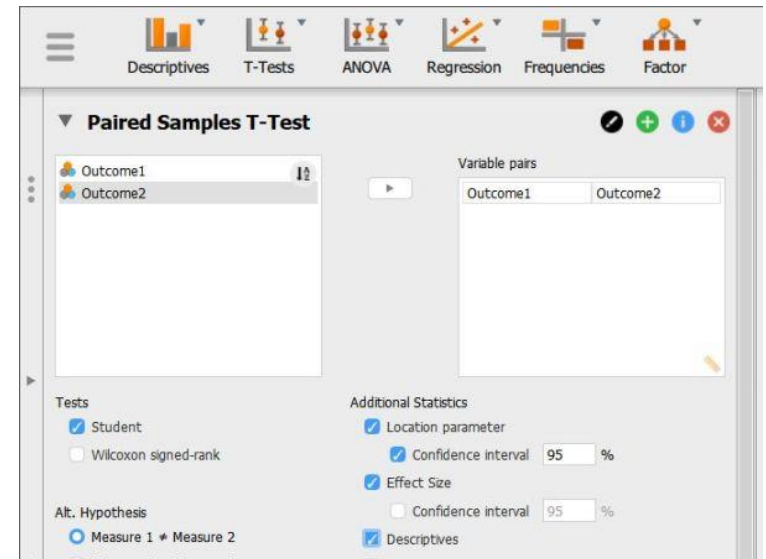 Descriptives T-Tests ANOVA Regression Frequencies Factor
Paired Samples T-Test
Outcome1
Outcome2
Variable pairs
Outcome1 Outcome2
Tests
Student
Wilcoxon signed-rank
Alt. Hypothesis
Measure 1 ≠ Measure 2
Additional Statistics
Location parameter
Confidence interval 95 %
Effect Size
Confidence interval 95 %
Descriptives